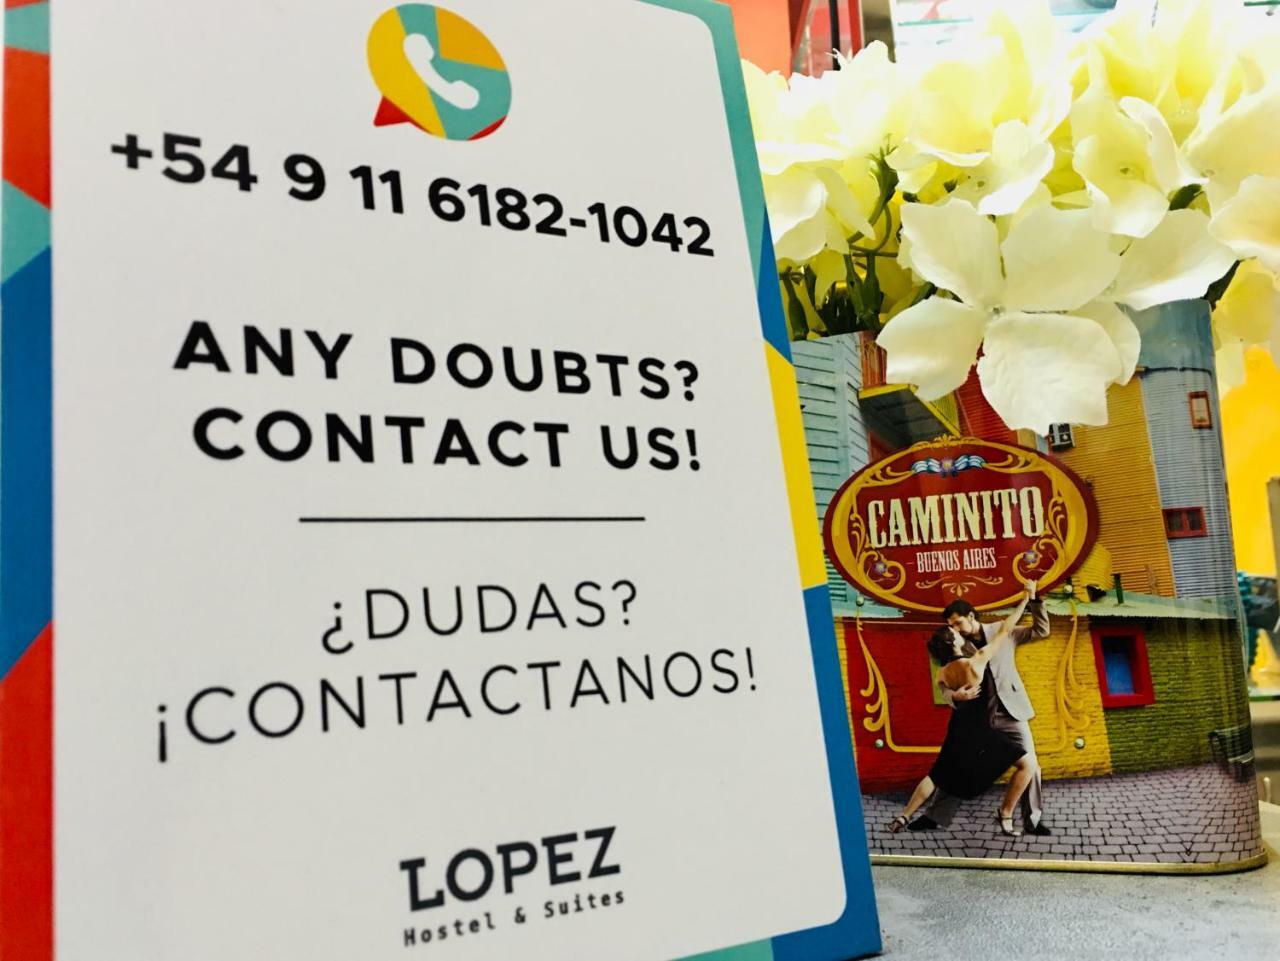 +54 9 11 6182-1042
ANY DOUBTS?
CONTACT US!
¿DUDAS?
¡CONTACTANOS!
LOPEZ
Hostel & Suites
CAMINITO
BUENOS AIRES